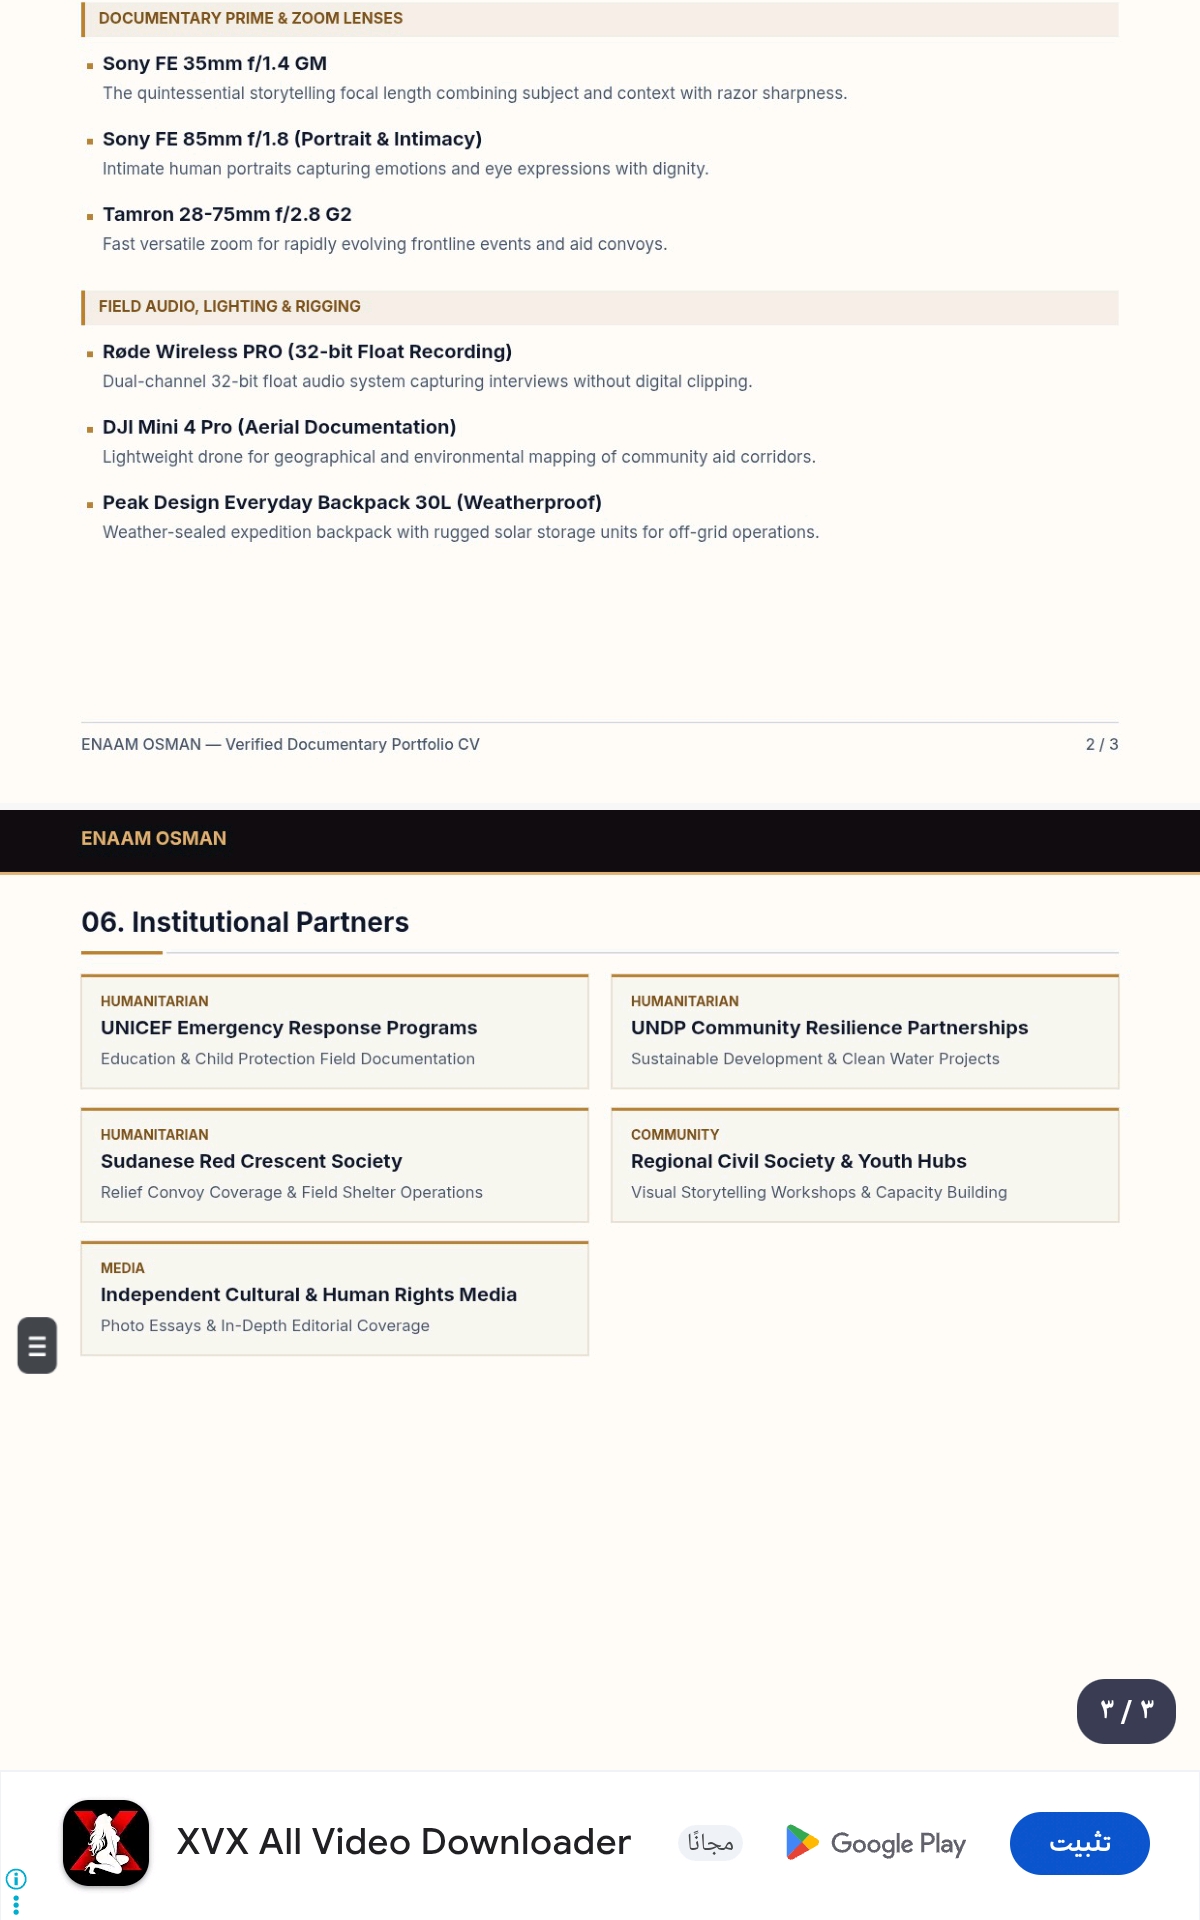 DOCUMENTARY PRIME & ZOOM LENSES
Sony FE 35mm f/1.4 GM
The quintessential storytelling focal length combining subject and context with razor sharpness.
Sony FE 85mm f/1.8 (Portrait & Intimacy)
Intimate human portraits capturing emotions and eye expressions with dignity.
Tamron 28-75mm f/2.8 G2
Fast versatile zoom for rapidly evolving frontline events and aid convoys.
FIELD AUDIO, LIGHTING & RIGGING
Røde Wireless PRO (32-bit Float Recording)
Dual-channel 32-bit float audio system capturing interviews without digital clipping.
DJI Mini 4 Pro (Aerial Documentation)
Lightweight drone for geographical and environmental mapping of community aid corridors.
Peak Design Everyday Backpack 30L (Weatherproof)
Weather-sealed expedition backpack with rugged solar storage units for off-grid operations.
ENAAM OSMAN — Verified Documentary Portfolio CV 2 / 3
ENAAM OSMAN
06. Institutional Partners
HUMANITARIAN
UNICEF Emergency Response Programs
Education & Child Protection Field Documentation
HUMANITARIAN
UNDP Community Resilience Partnerships
Sustainable Development & Clean Water Projects
HUMANITARIAN
Sudanese Red Crescent Society
Relief Convoy Coverage & Field Shelter Operations
COMMUNITY
Regional Civil Society & Youth Hubs
Visual Storytelling Workshops & Capacity Building
MEDIA
Independent Cultural & Human Rights Media
Photo Essays & In-Depth Editorial Coverage
٣ / ٣
XVX All Video Downloader مجانًا Google Play تثبيت